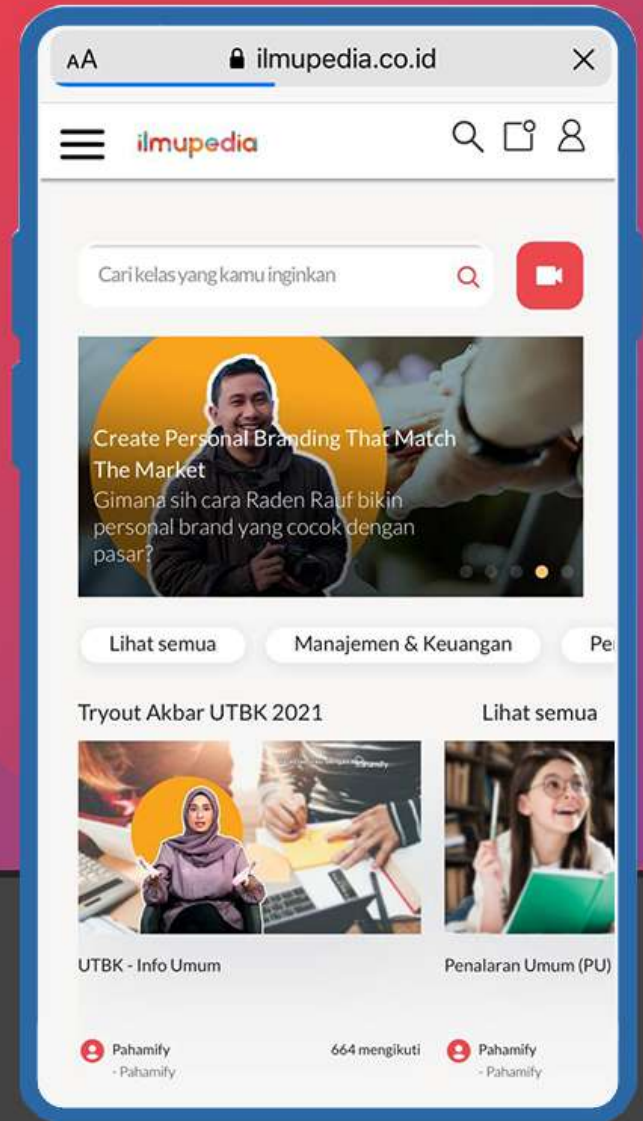 AA ilmupedia.co.id
ilmupedia
Cari kelas yang kamu inginkan
Create Personal Branding That Match
The Market
Gimana sih cara Raden Rauf bikin
personal brand yang cocok dengan
pasar?
Lihat semua Manajemen & Keuangan Pe
Tryout Akbar UTBK 2021 Lihat semua
pahamify
UTBK - Info Umum Penalaran Umum (PU)
Pahamify 664 mengikuti Pahamify
- Pahamify - Pahamify